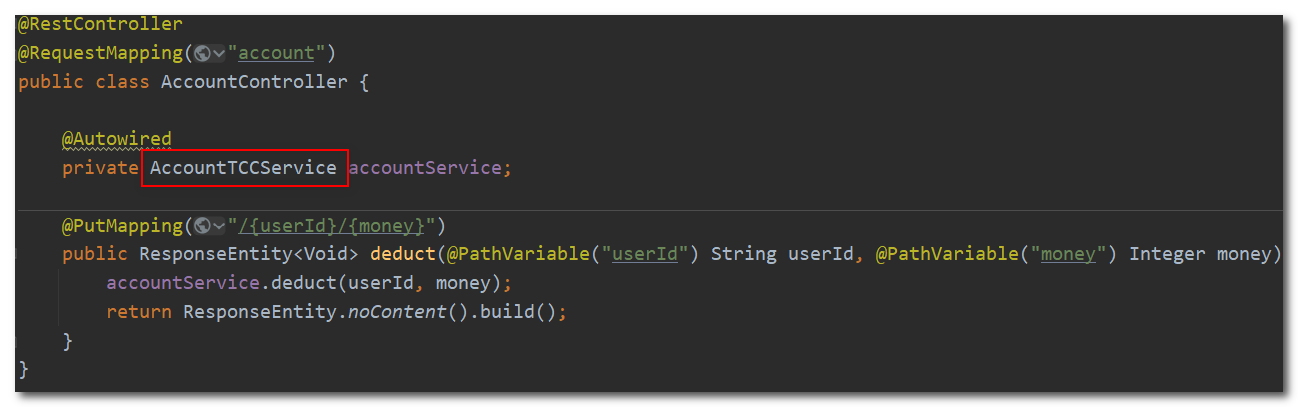 @RestController
@RequestMapping("account")
public class AccountController {
@Autowired
private AccountTCCService accountService;
@PutMapping("/{userId}/{money}")
public ResponseEntity<Void> deduct(@PathVariable("userId") String userId, @PathVariable("money") Integer money)
accountService.deduct(userId, money);
return ResponseEntity.noContent().build();
}
}